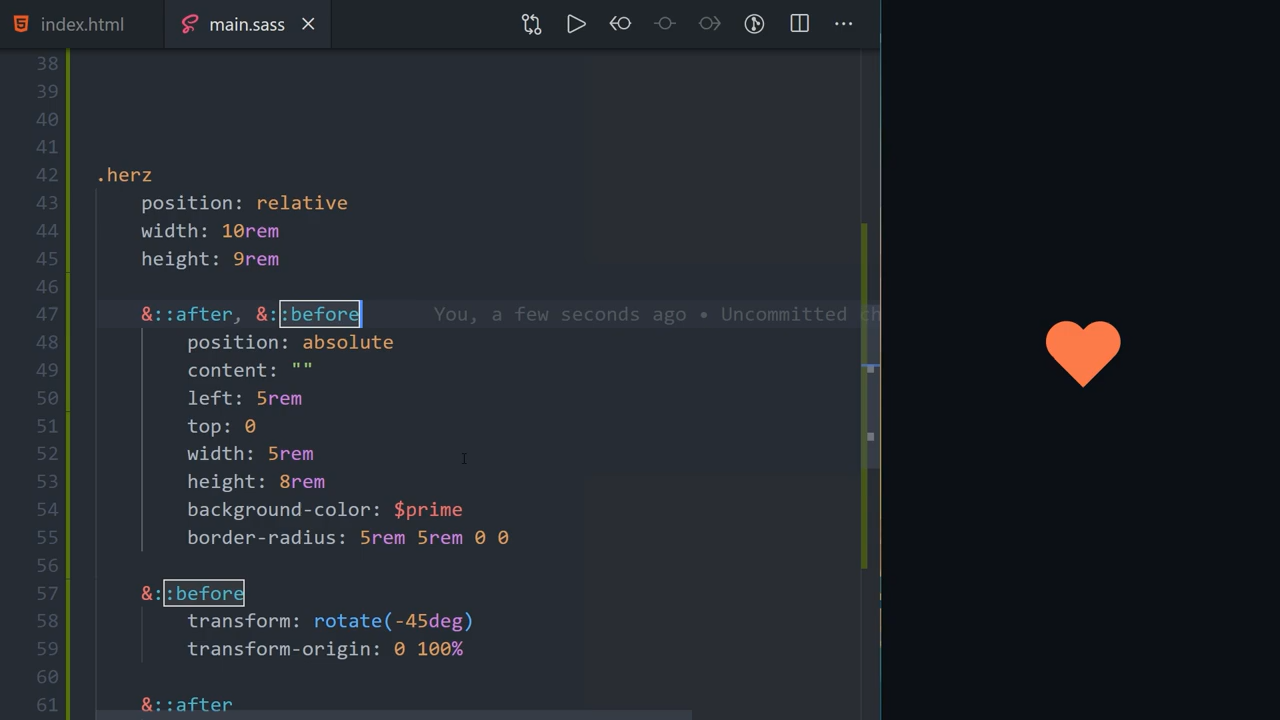 index.html main.sass
38
39
40
41
42 .herz
43 position: relative
44 width: 10rem
45 height: 9rem
46
47 &::after, &::before You, a few seconds ago • Uncommitted ch
48 position: absolute
49 content: ""
50 left: 5rem
51 top: 0
52 width: 5rem
53 height: 8rem
54 background-color: $prime
55 border-radius: 5rem 5rem 0 0
56
57 &::before
58 transform: rotate(-45deg)
59 transform-origin: 0 100%
60
61 &::after